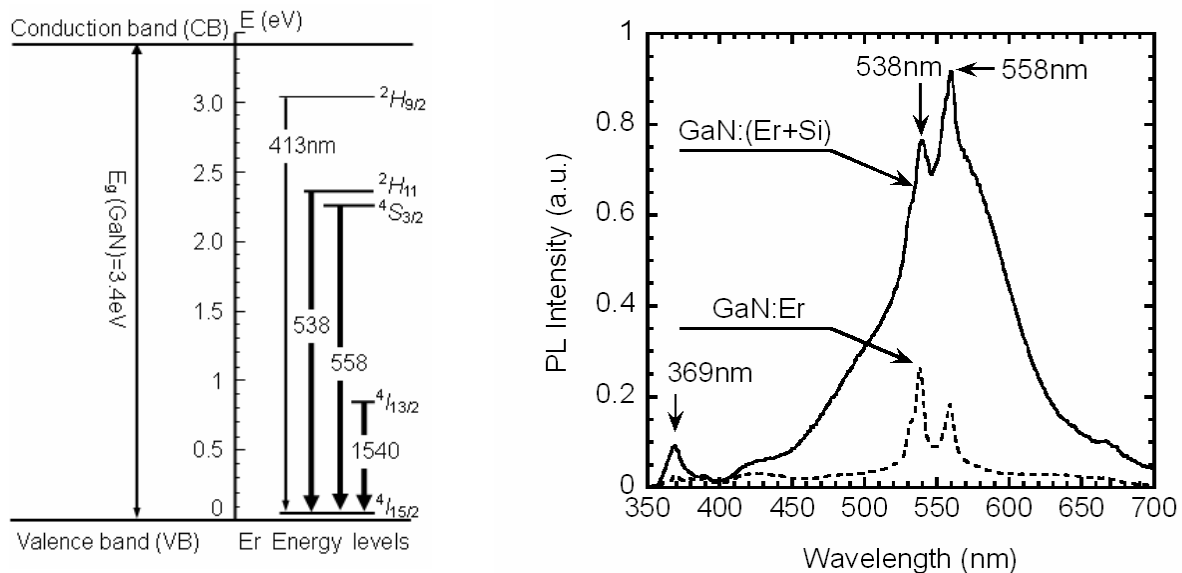 Conduction band (CB)
E (eV)
3.0
2.5
2.0
1.5
1
0.5
0
E_g (GaN)=3.4eV
²H₉/₂
413nm
²H₁₁
⁴S₃/₂
538
558
⁴I₁₃/₂
1540
⁴I₁₅/₂
Valence band (VB)
Er Energy levels
PL Intensity (a.u.)
1
0.8
0.6
0.4
0.2
0
538nm
558nm
GaN:(Er+Si)
GaN:Er
369nm
350 400 450 500 550 600 650 700
Wavelength (nm)